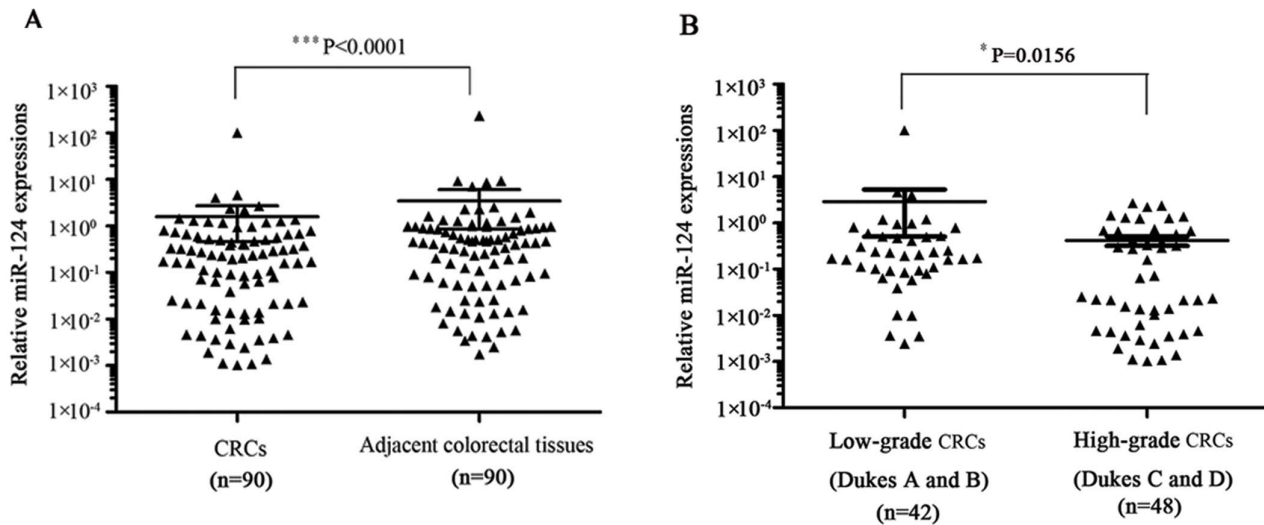 A
***P<0.0001
Relative miR-124 expressions
1×10³
1×10²
1×10¹
1×10⁰
1×10⁻¹
1×10⁻²
1×10⁻³
1×10⁻⁴
CRCs
(n=90)
Adjacent colorectal tissues
(n=90)
B
*P=0.0156
Relative miR-124 expressions
1×10³
1×10²
1×10¹
1×10⁰
1×10⁻¹
1×10⁻²
1×10⁻³
1×10⁻⁴
Low-grade CRCs
(Dukes A and B)
(n=42)
High-grade CRCs
(Dukes C and D)
(n=48)